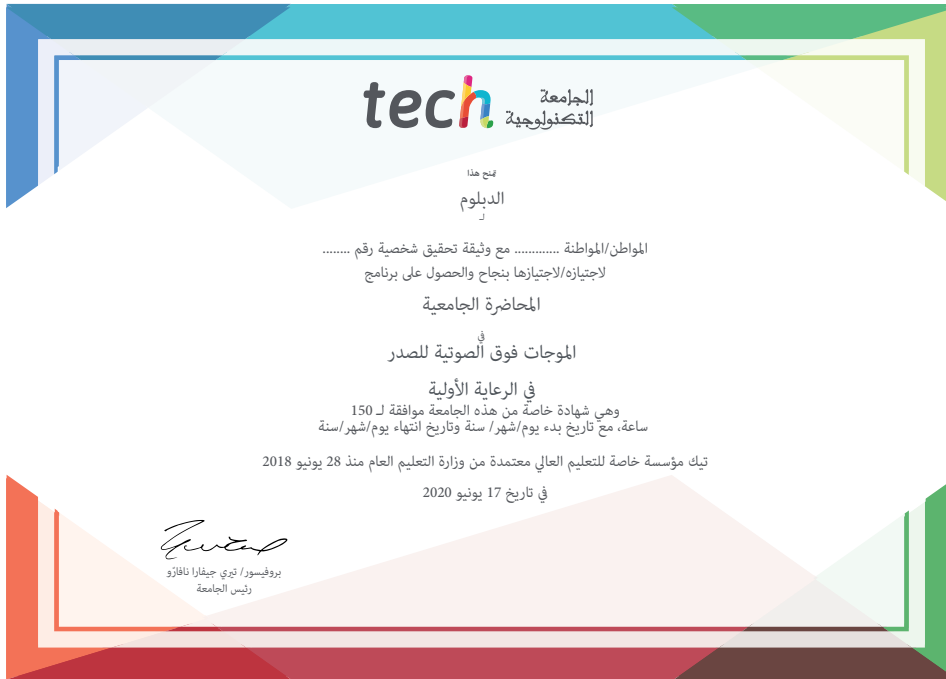 tech الجامعة
التكنولوجية
تمنح هذا
الدبلوم
لـ
المواطن/المواطنة ............. مع وثيقة تحقيق شخصية رقم ........
لاجتيازه/لاجتيازها بنجاح والحصول على برنامج
المحاضرة الجامعية
في
الموجات فوق الصوتية للصدر
في الرعاية الأولية
وهي شهادة خاصة من هذه الجامعة موافقة لـ 150
ساعة، مع تاريخ بدء يوم/شهر/ سنة وتاريخ انتهاء يوم/شهر/سنة
تيك مؤسسة خاصة للتعليم العالي معتمدة من وزارة التعليم العام منذ 28 يونيو 2018
في تاريخ 17 يونيو 2020
بروفيسور/ تيري جيفارا نافارّو
رئيس الجامعة